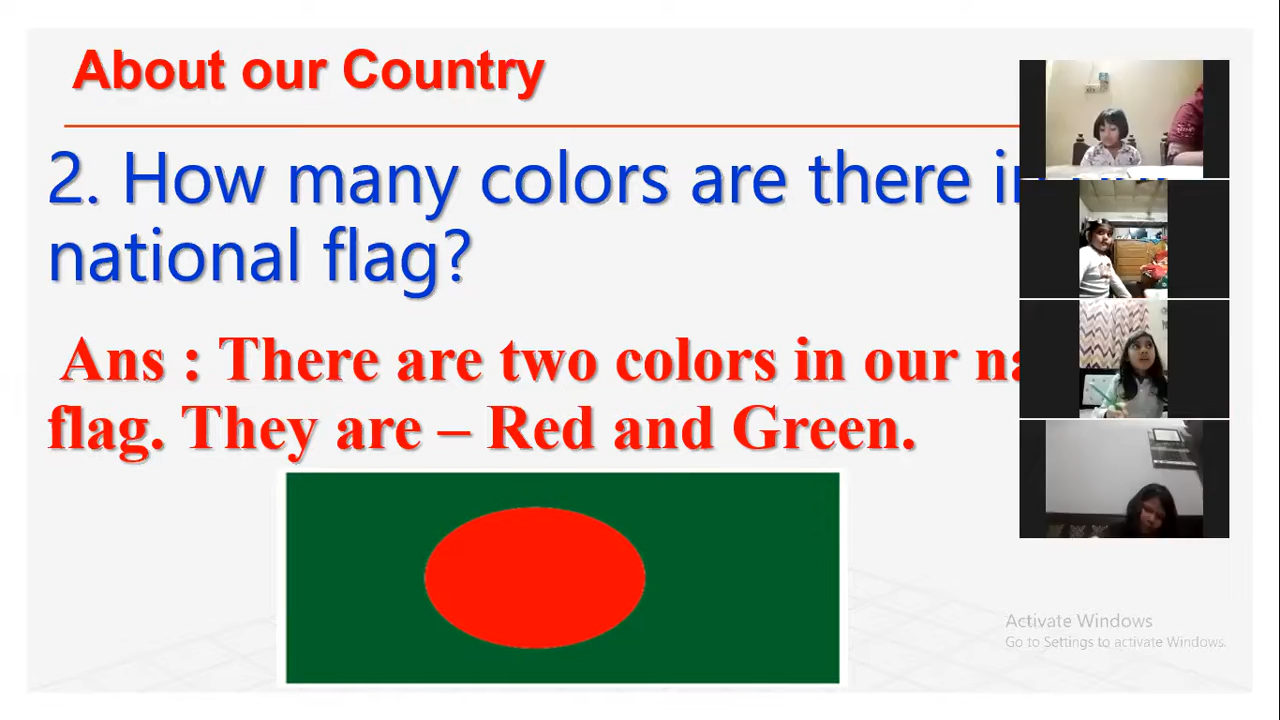 About our Country
2. How many colors are there in
national flag?
Ans : There are two colors in our
flag. They are – Red and Green.
Activate Windows
Go to Settings to activate Windows.